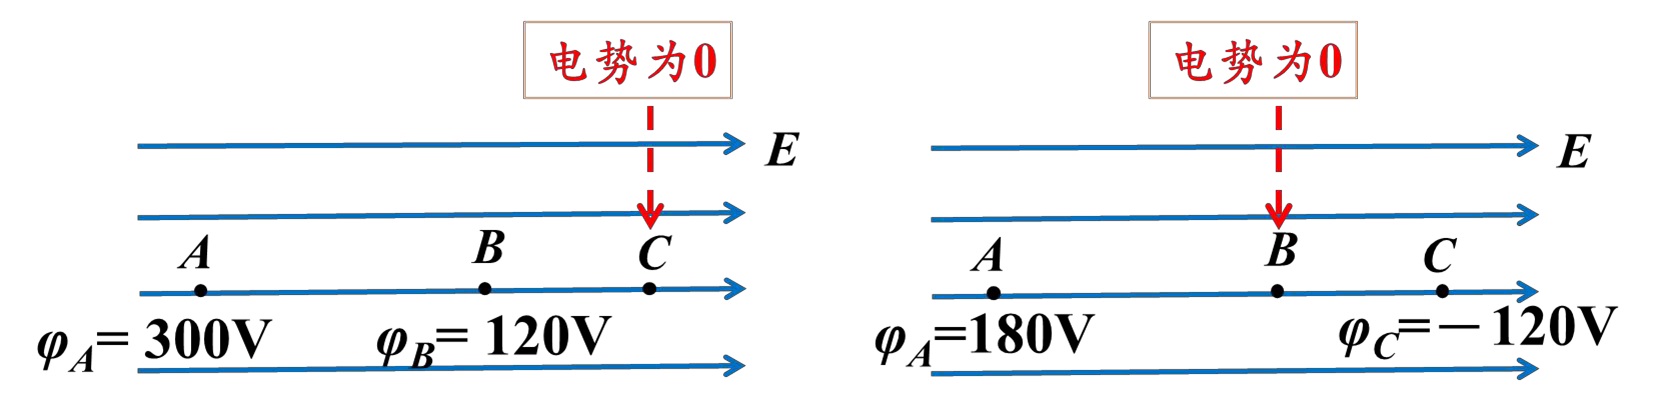 电势为0
E
A B C
φA= 300V φB= 120V
电势为0
E
A B C
φA=180V φC=－120V